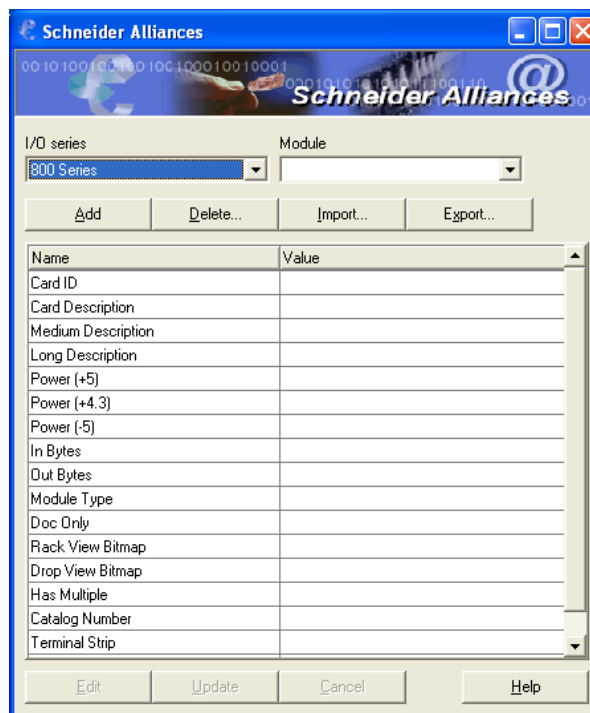 Schneider Alliances
Schneider Alliances
I/O series Module
800 Series
Add Delete... Import... Export...
Name Value
Card ID
Card Description
Medium Description
Long Description
Power (+5)
Power (+4.3)
Power (-5)
In Bytes
Out Bytes
Module Type
Doc Only
Rack View Bitmap
Drop View Bitmap
Has Multiple
Catalog Number
Terminal Strip
Edit Update Cancel Help